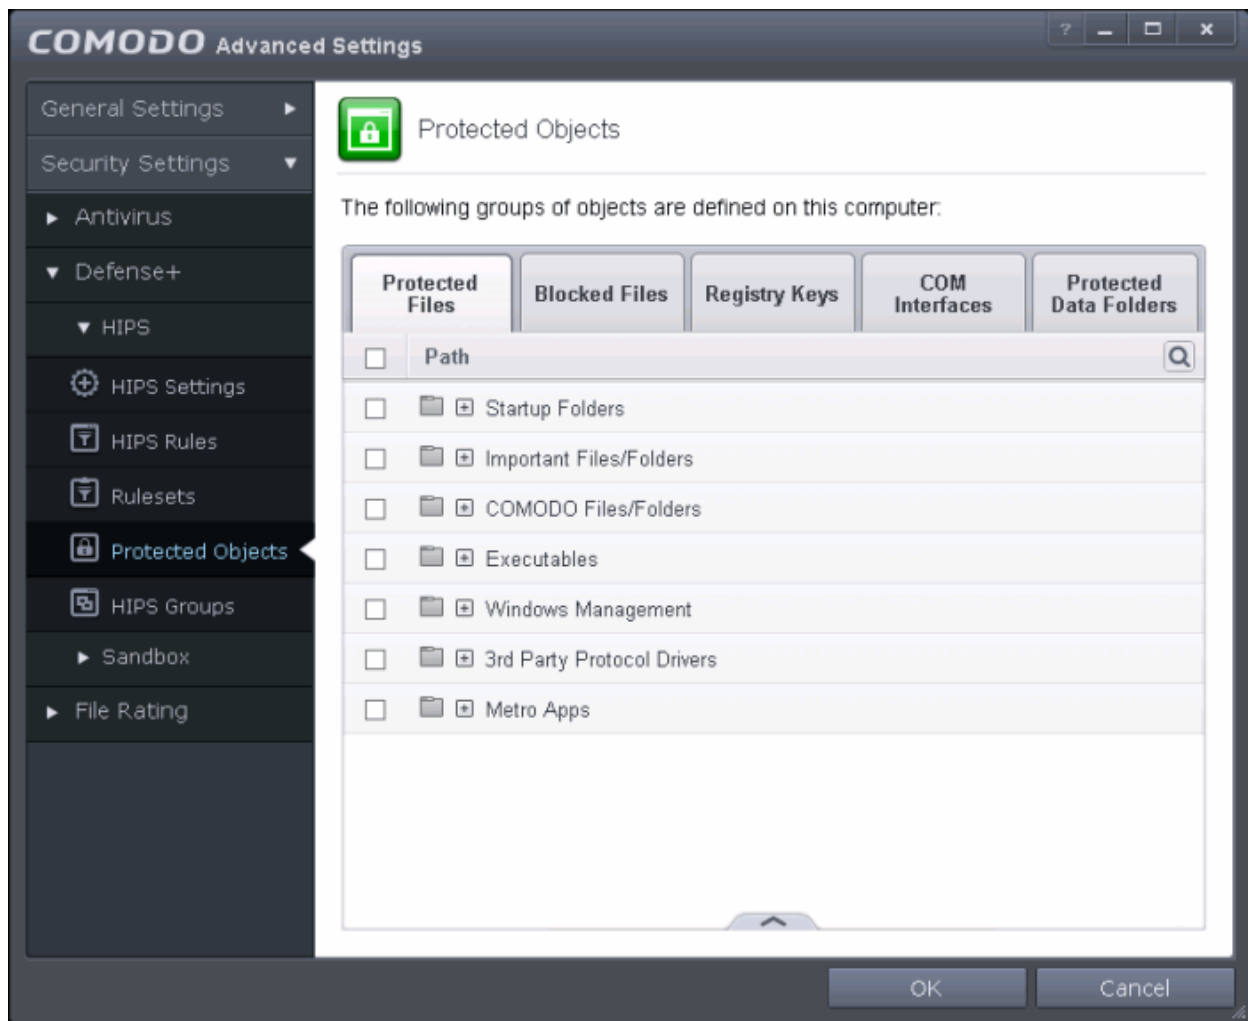 COMODO Advanced Settings
?
General Settings
Security Settings
Antivirus
Defense+
HIPS
HIPS Settings
HIPS Rules
Rulesets
Protected Objects
HIPS Groups
Sandbox
File Rating
Protected Objects
The following groups of objects are defined on this computer:
Protected
Files
Blocked Files
Registry Keys
COM
Interfaces
Protected
Data Folders
Path
Startup Folders
Important Files/Folders
COMODO Files/Folders
Executables
Windows Management
3rd Party Protocol Drivers
Metro Apps
OK
Cancel